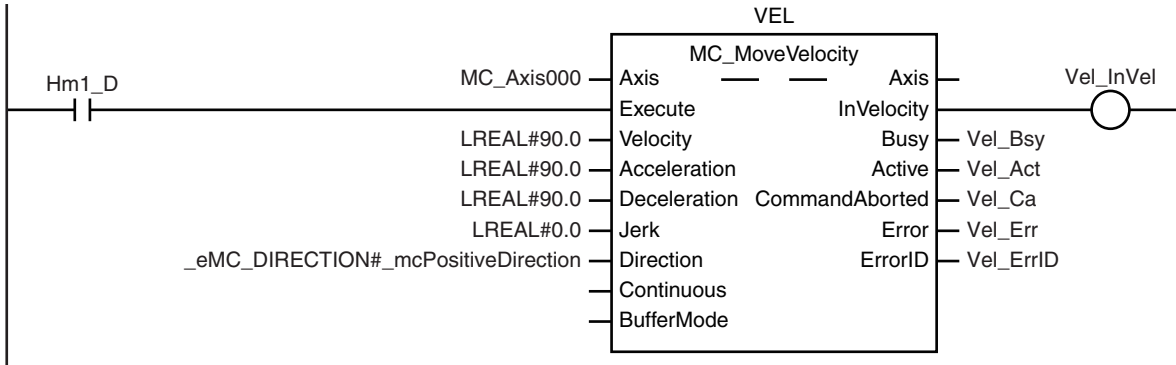 VEL
MC_MoveVelocity
Hm1_D
MC_Axis000 Axis Axis Vel_InVel
Execute InVelocity
LREAL#90.0 Velocity Busy Vel_Bsy
LREAL#90.0 Acceleration Active Vel_Act
LREAL#90.0 Deceleration CommandAborted Vel_Ca
LREAL#0.0 Jerk Error Vel_Err
_eMC_DIRECTION#_mcPositiveDirection Direction ErrorID Vel_ErrID
Continuous
BufferMode